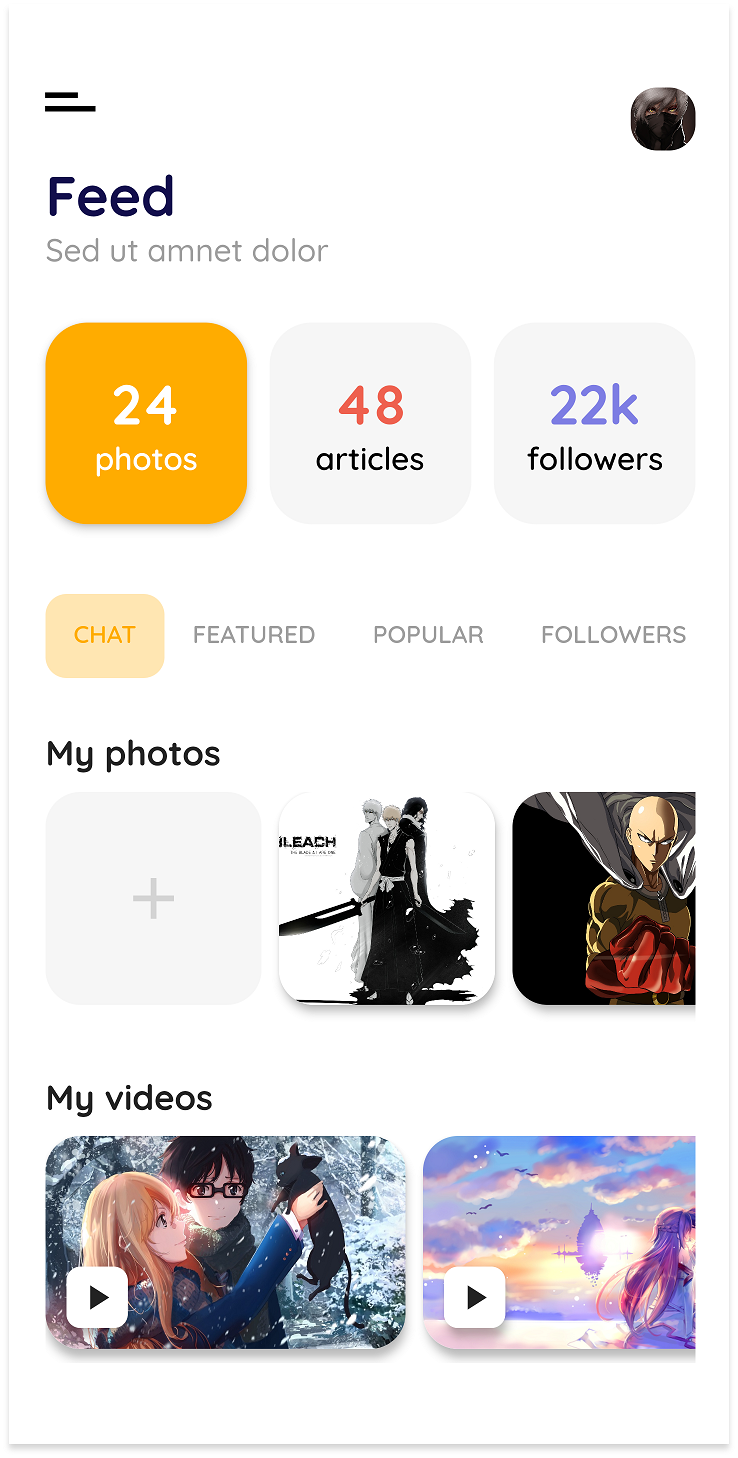 Feed
Sed ut amnet dolor
24
photos
48
articles
22k
followers
CHAT
FEATURED
POPULAR
FOLLOWERS
My photos
+
ILEACH
My videos